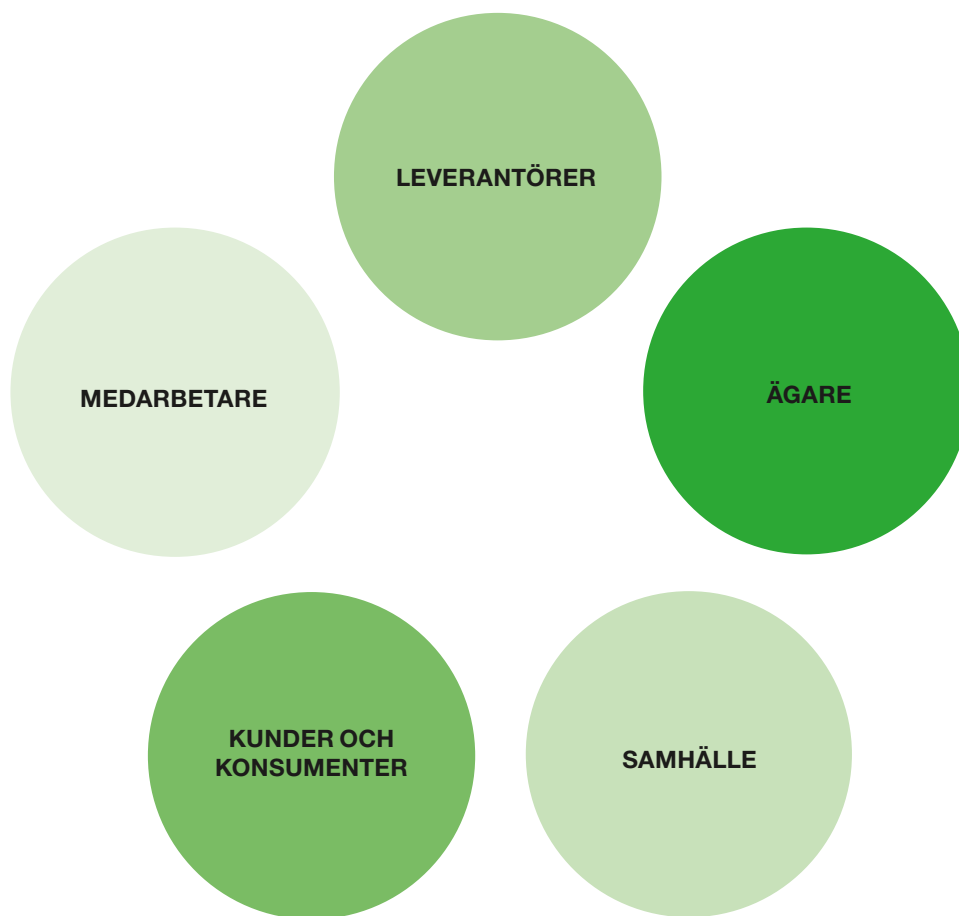 LEVERANTÖRER
MEDARBETARE
ÄGARE
KUNDER OCH
KONSUMENTER
SAMHÄLLE